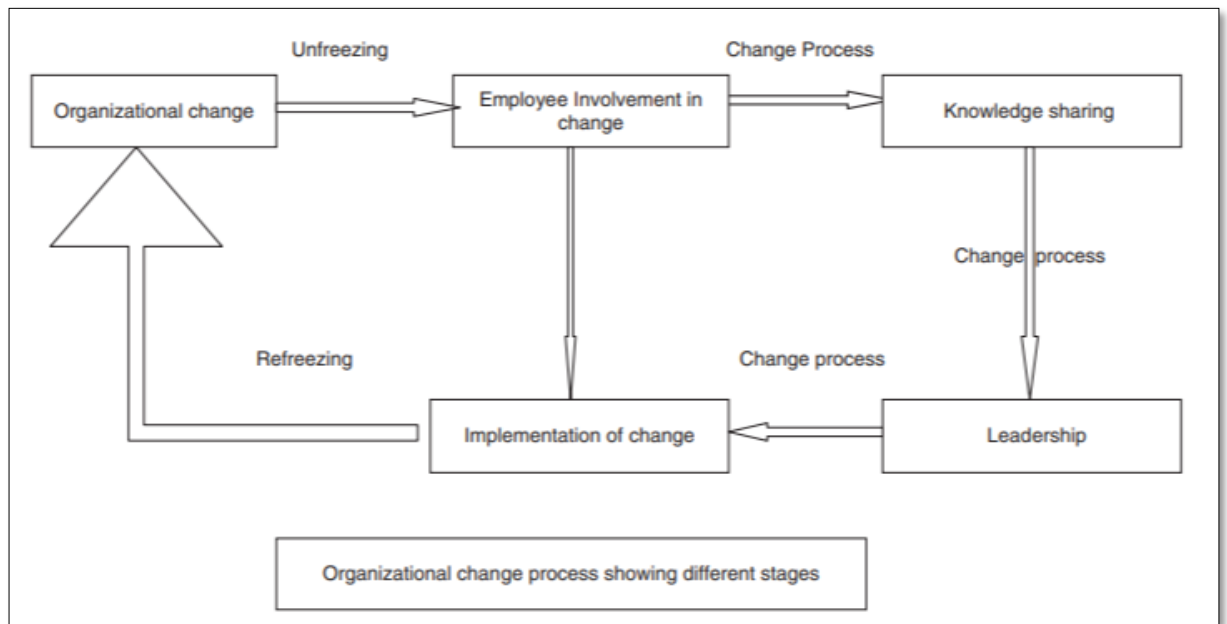 Unfreezing
Change Process
Organizational change
Employee Involvement in
change
Knowledge sharing
Change process
Refreezing
Change process
Implementation of change
Leadership
Organizational change process showing different stages